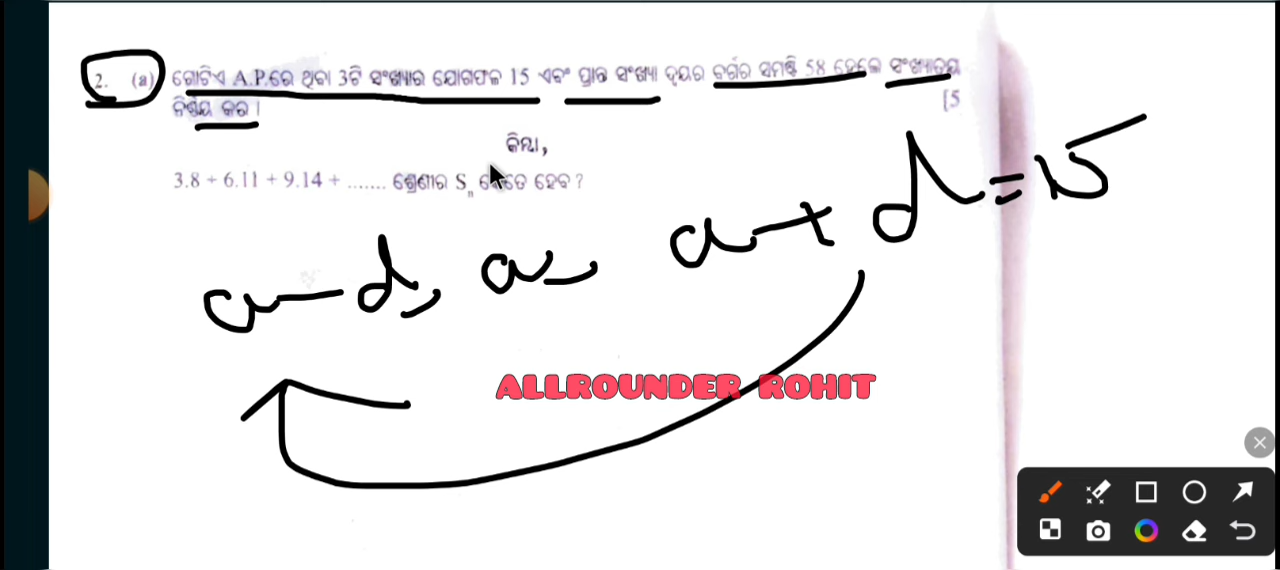 2. (a) ଗୋଟିଏ A.P.ରେ ଥିବା 3ଟି ସଂଖ୍ୟାର ଯୋଗଫଳ 15 ଏବଂ ପ୍ରାନ୍ତ ସଂଖ୍ୟା ଦ୍ୱୟର ବର୍ଗର ସମଷ୍ଟି 58 ହେଲେ ସଂଖ୍ୟାତ୍ରୟ
ନିର୍ଣ୍ଣୟ କର । [5
କିମ୍ବା,
3.8 + 6.11 + 9.14 + ....... ଶ୍ରେଣୀର Sn କେତେ ହେବ ?
a-d, a, a+d=15
ALLROUNDER ROHIT